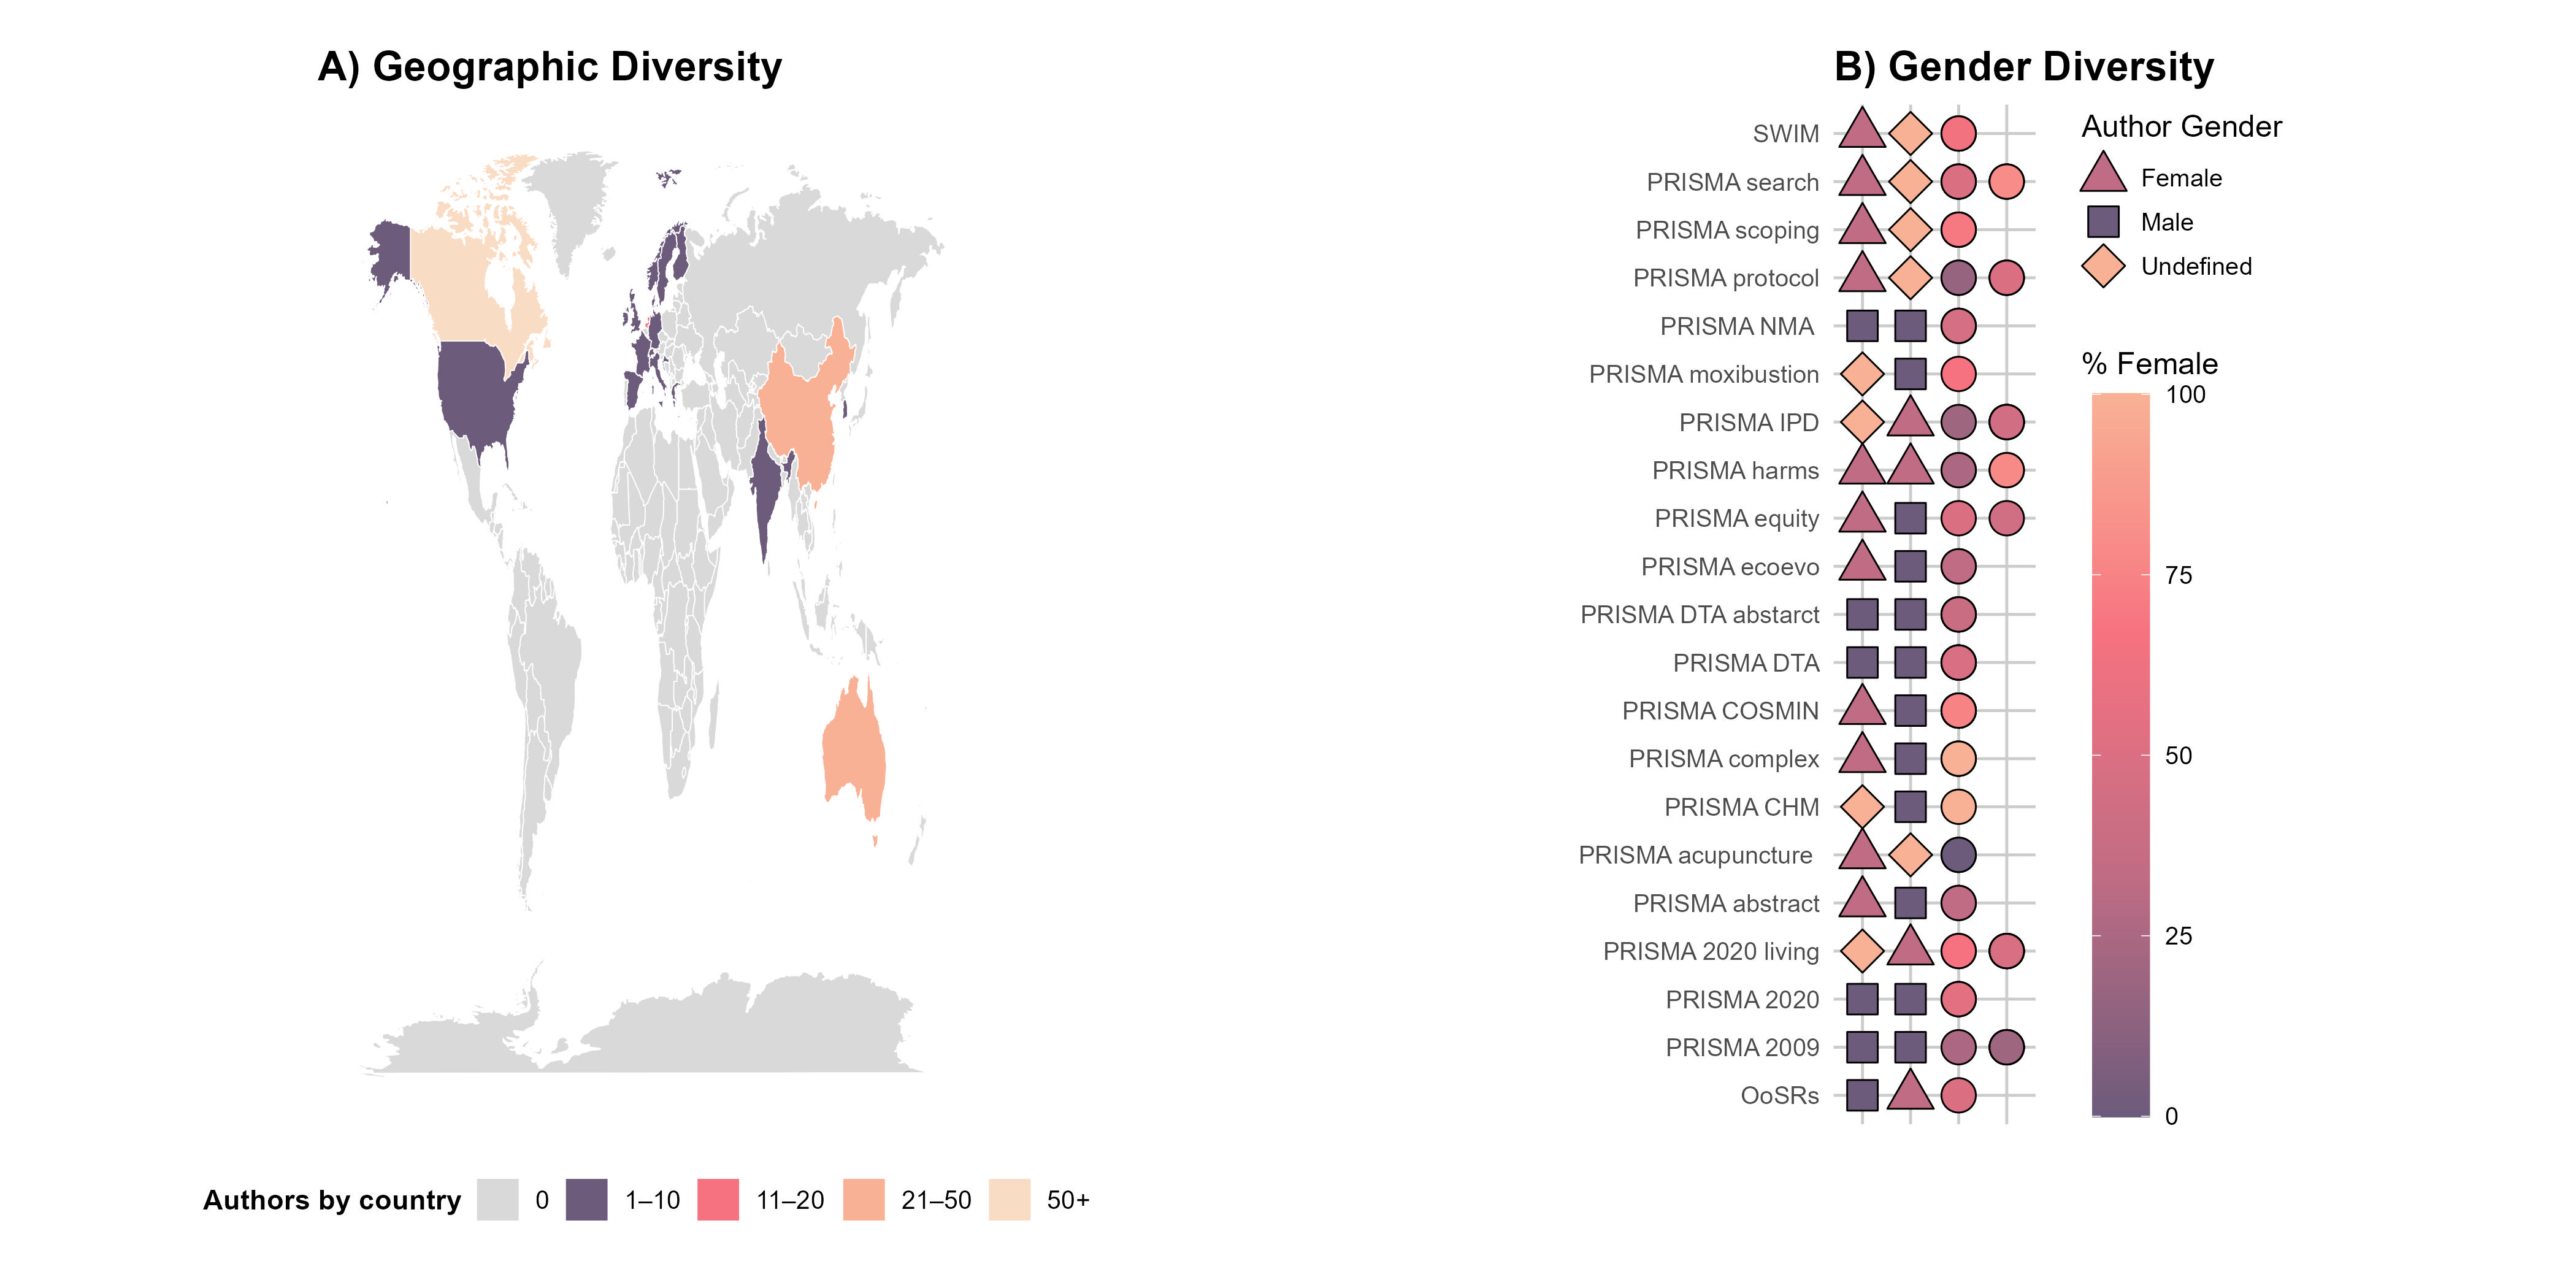 A) Geographic Diversity
Authors by country 0 1–10 11–20 21–50 50+
B) Gender Diversity
SWIM
PRISMA search
PRISMA scoping
PRISMA protocol
PRISMA NMA
PRISMA moxibustion
PRISMA IPD
PRISMA harms
PRISMA equity
PRISMA ecoevo
PRISMA DTA abstarct
PRISMA DTA
PRISMA COSMIN
PRISMA complex
PRISMA CHM
PRISMA acupuncture
PRISMA abstract
PRISMA 2020 living
PRISMA 2020
PRISMA 2009
OoSRs
Author Gender
Female
Male
Undefined
% Female
100
75
50
25
0